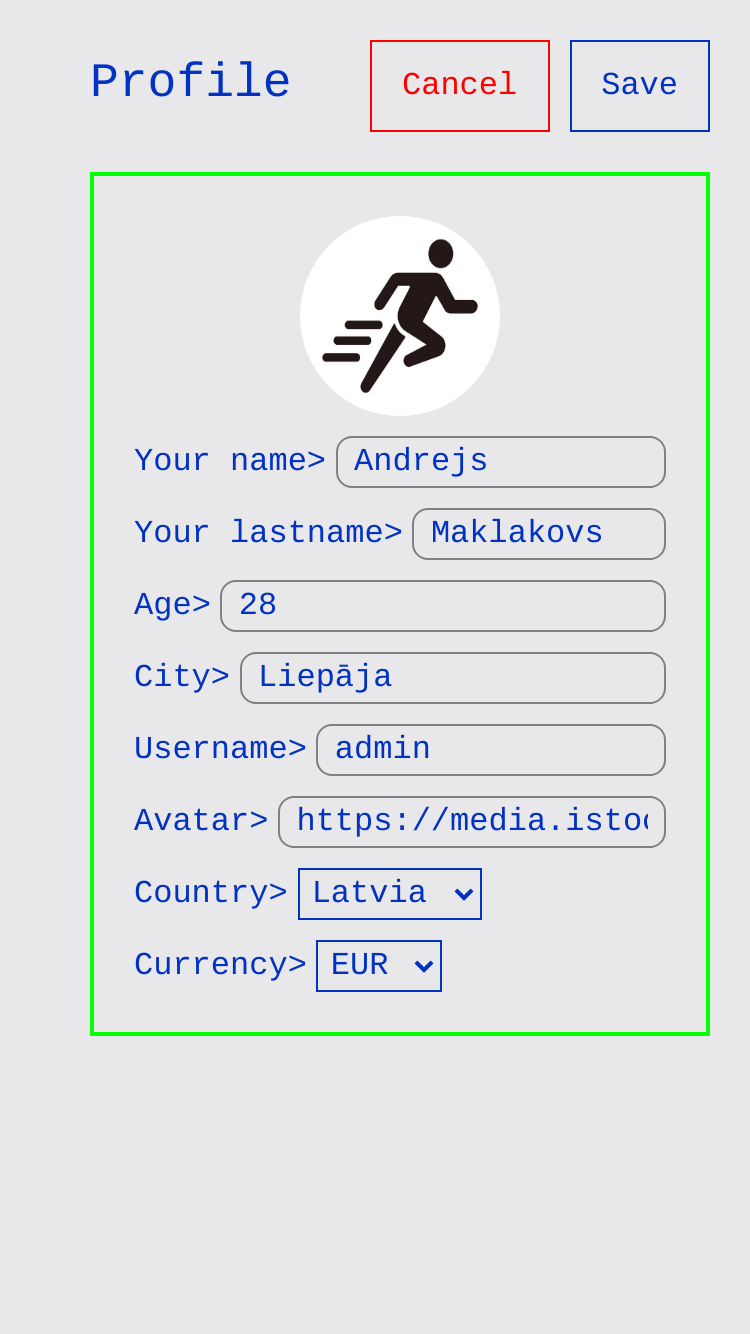 Profile Cancel Save
Your name> Andrejs
Your lastname> Maklakovs
Age> 28
City> Liepāja
Username> admin
Avatar> https://media.isto
Country> Latvia
Currency> EUR